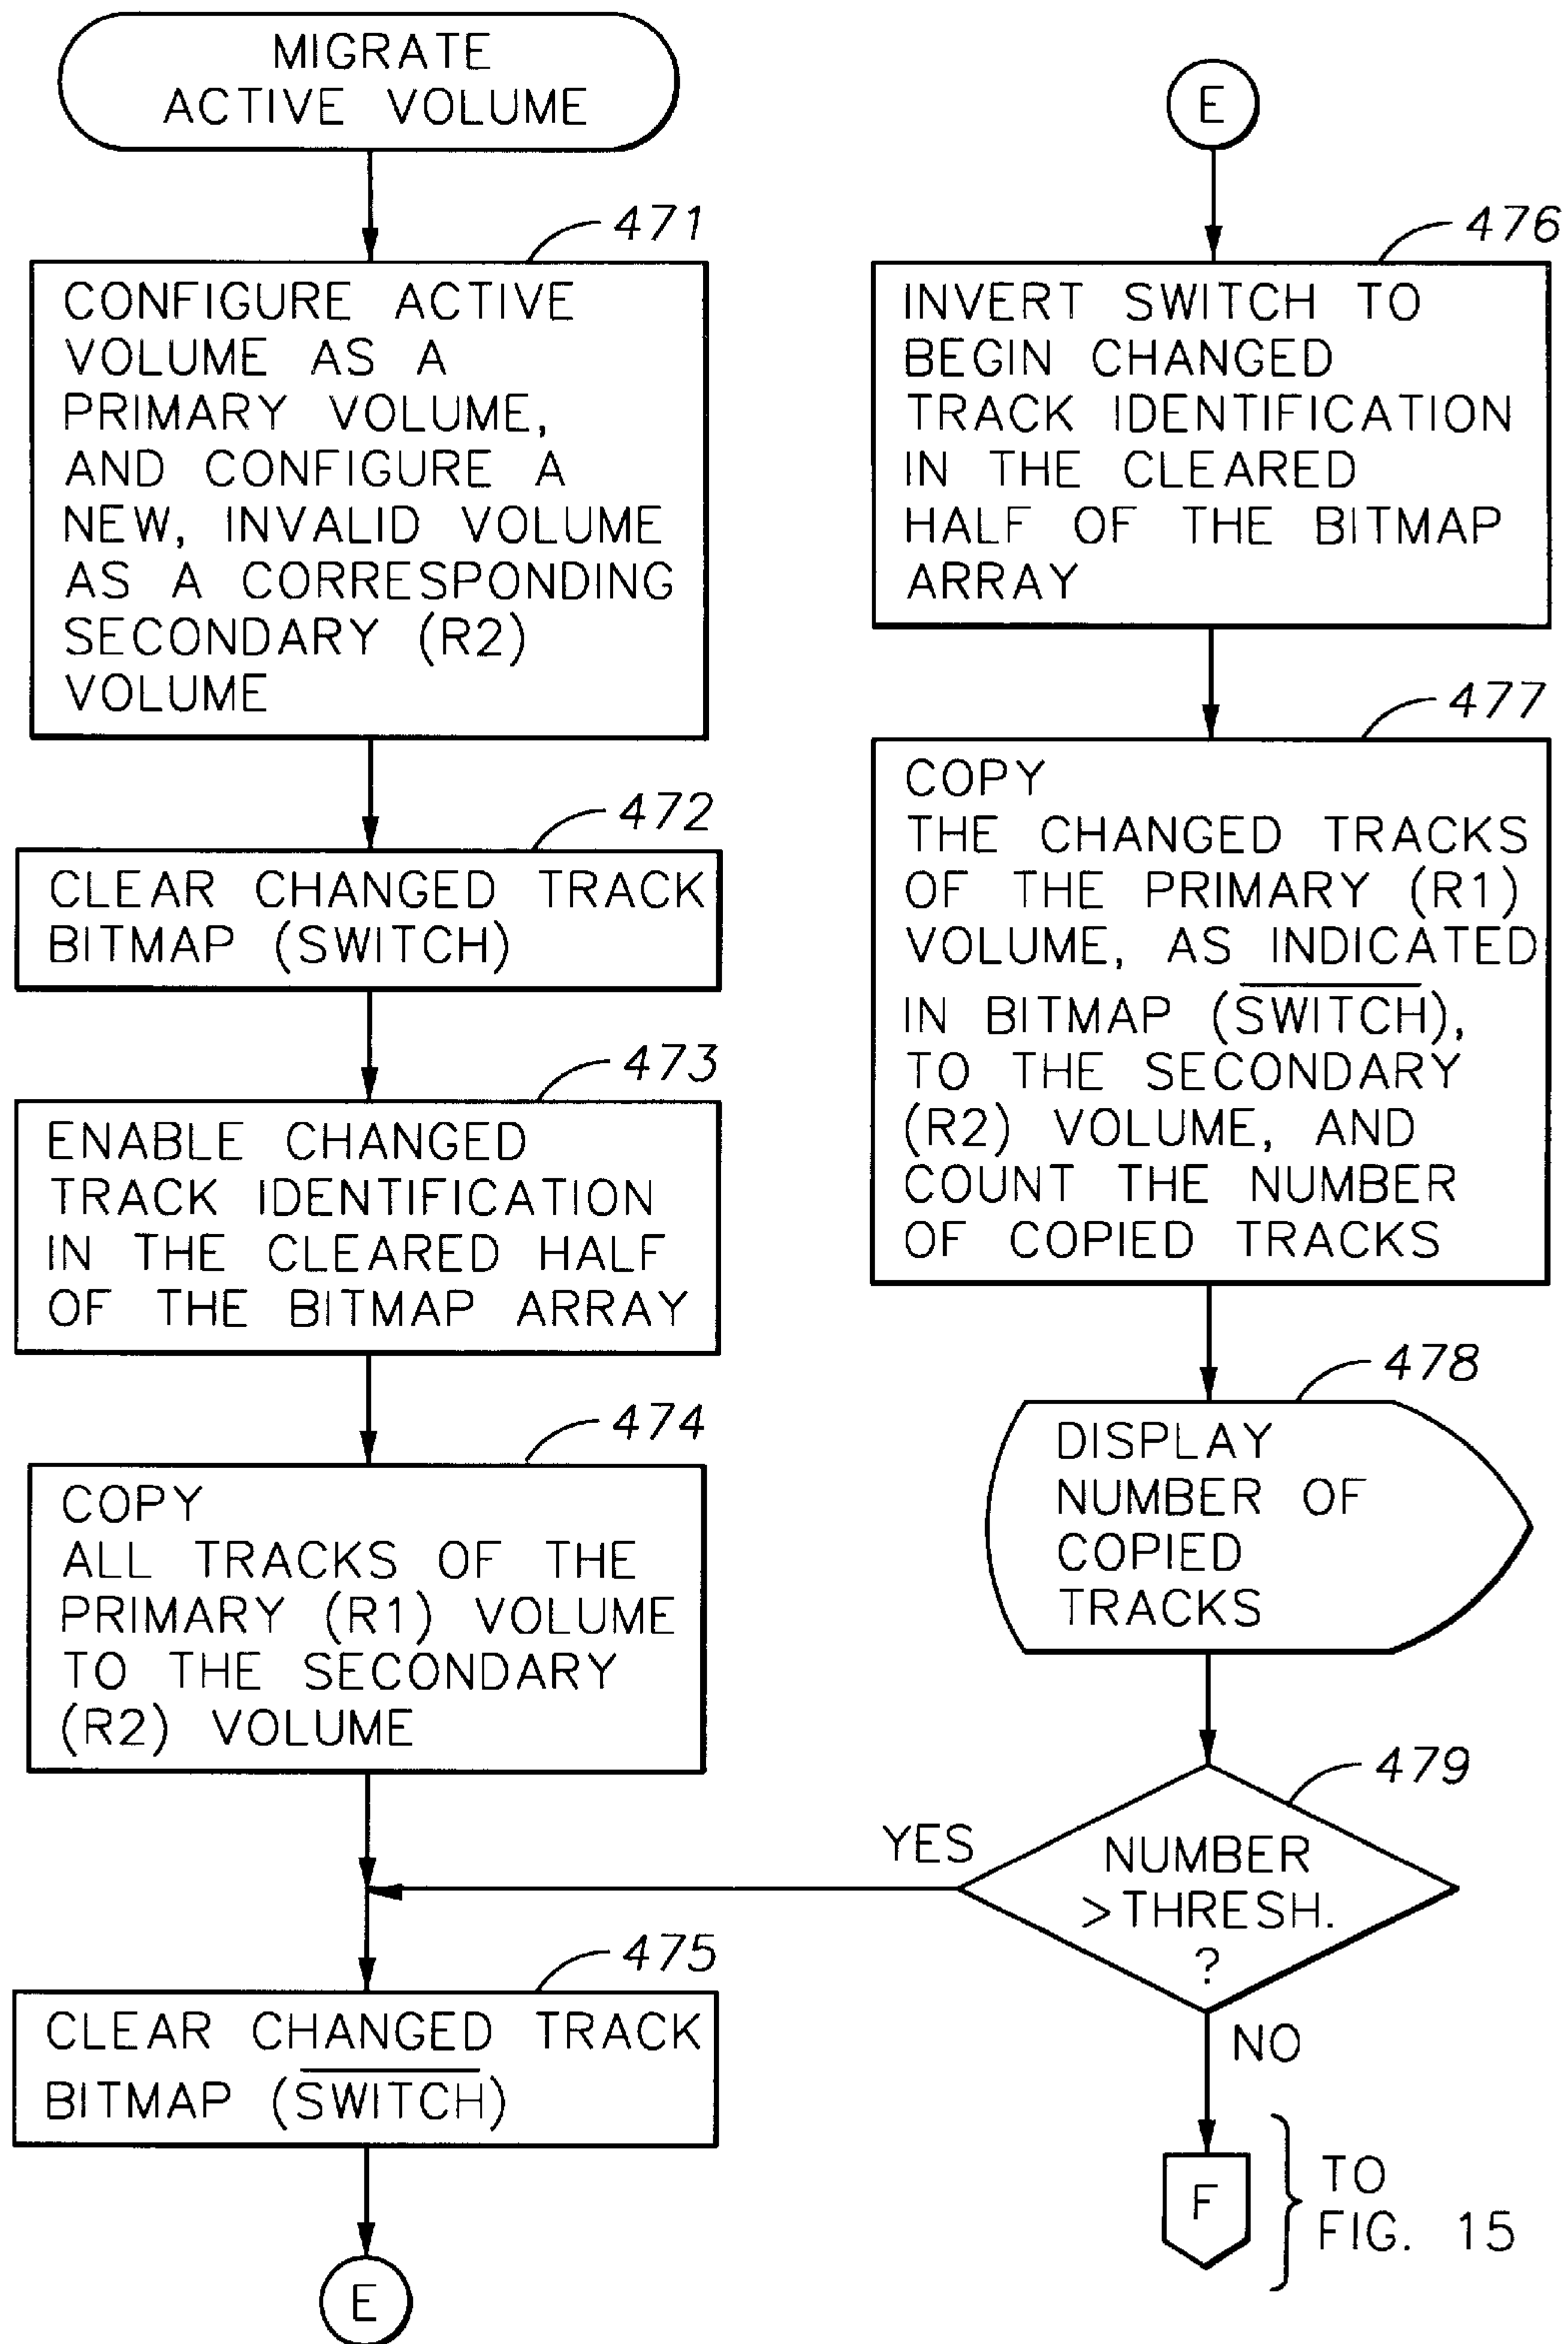 MIGRATE
ACTIVE VOLUME
471
CONFIGURE ACTIVE
VOLUME AS A
PRIMARY VOLUME,
AND CONFIGURE A
NEW, INVALID VOLUME
AS A CORRESPONDING
SECONDARY (R2)
VOLUME
472
CLEAR CHANGED TRACK
BITMAP (SWITCH)
473
ENABLE CHANGED
TRACK IDENTIFICATION
IN THE CLEARED HALF
OF THE BITMAP ARRAY
474
COPY
ALL TRACKS OF THE
PRIMARY (R1) VOLUME
TO THE SECONDARY
(R2) VOLUME
475
CLEAR CHANGED TRACK
BITMAP (S̅W̅I̅T̅C̅H̅)
E
E
476
INVERT SWITCH TO
BEGIN CHANGED
TRACK IDENTIFICATION
IN THE CLEARED
HALF OF THE BITMAP
ARRAY
477
COPY
THE CHANGED TRACKS
OF THE PRIMARY (R1)
VOLUME, AS INDICATED
IN BITMAP (S̅W̅I̅T̅C̅H̅),
TO THE SECONDARY
(R2) VOLUME, AND
COUNT THE NUMBER
OF COPIED TRACKS
478
DISPLAY
NUMBER OF
COPIED
TRACKS
479
YES
NUMBER
>THRESH.
?
NO
F
TO
FIG. 15